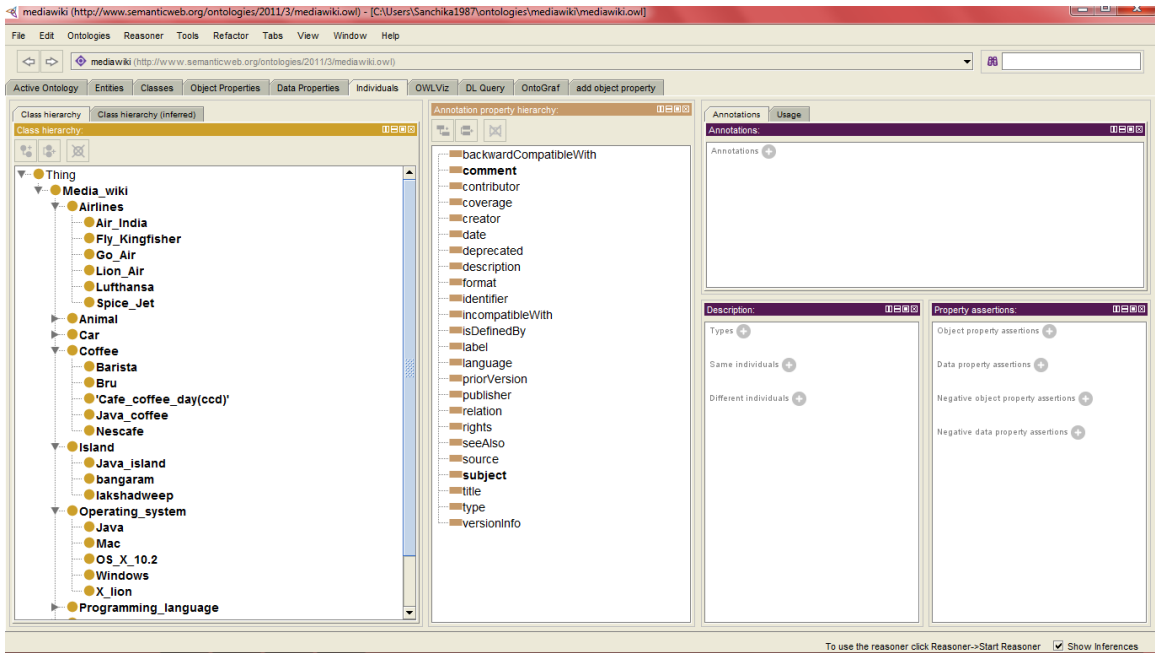 mediawiki (http://www.semanticweb.org/ontologies/2011/3/mediawiki.owl) - [C:\Users\Sanchika1987\ontologies\mediawiki\mediawiki.owl]
File Edit Ontologies Reasoner Tools Refactor Tabs View Window Help
mediawiki (http://www.semanticweb.org/ontologies/2011/3/mediawiki.owl)
Active Ontology Entities Classes Object Properties Data Properties Individuals OWLViz DL Query OntoGraf add object property
Class hierarchy Class hierarchy (inferred)
Class hierarchy:
Thing
Media_wiki
Airlines
Air_India
Fly_Kingfisher
Go_Air
Lion_Air
Lufthansa
Spice_Jet
Animal
Car
Coffee
Barista
Bru
'Cafe_coffee_day(ccd)'
Java_coffee
Nescafe
Island
Java_island
bangaram
lakshadweep
Operating_system
Java
Mac
OS_X_10.2
Windows
X_lion
Programming_language
Annotation property hierarchy:
backwardCompatibleWith
comment
contributor
coverage
creator
date
deprecated
description
format
identifier
incompatibleWith
isDefinedBy
label
language
priorVersion
publisher
relation
rights
seeAlso
source
subject
title
type
versionInfo
Annotations Usage
Annotations:
Annotations
Description:
Types
Same individuals
Different individuals
Property assertions:
Object property assertions
Data property assertions
Negative object property assertions
Negative data property assertions
To use the reasoner click Reasoner->Start Reasoner Show Inferences